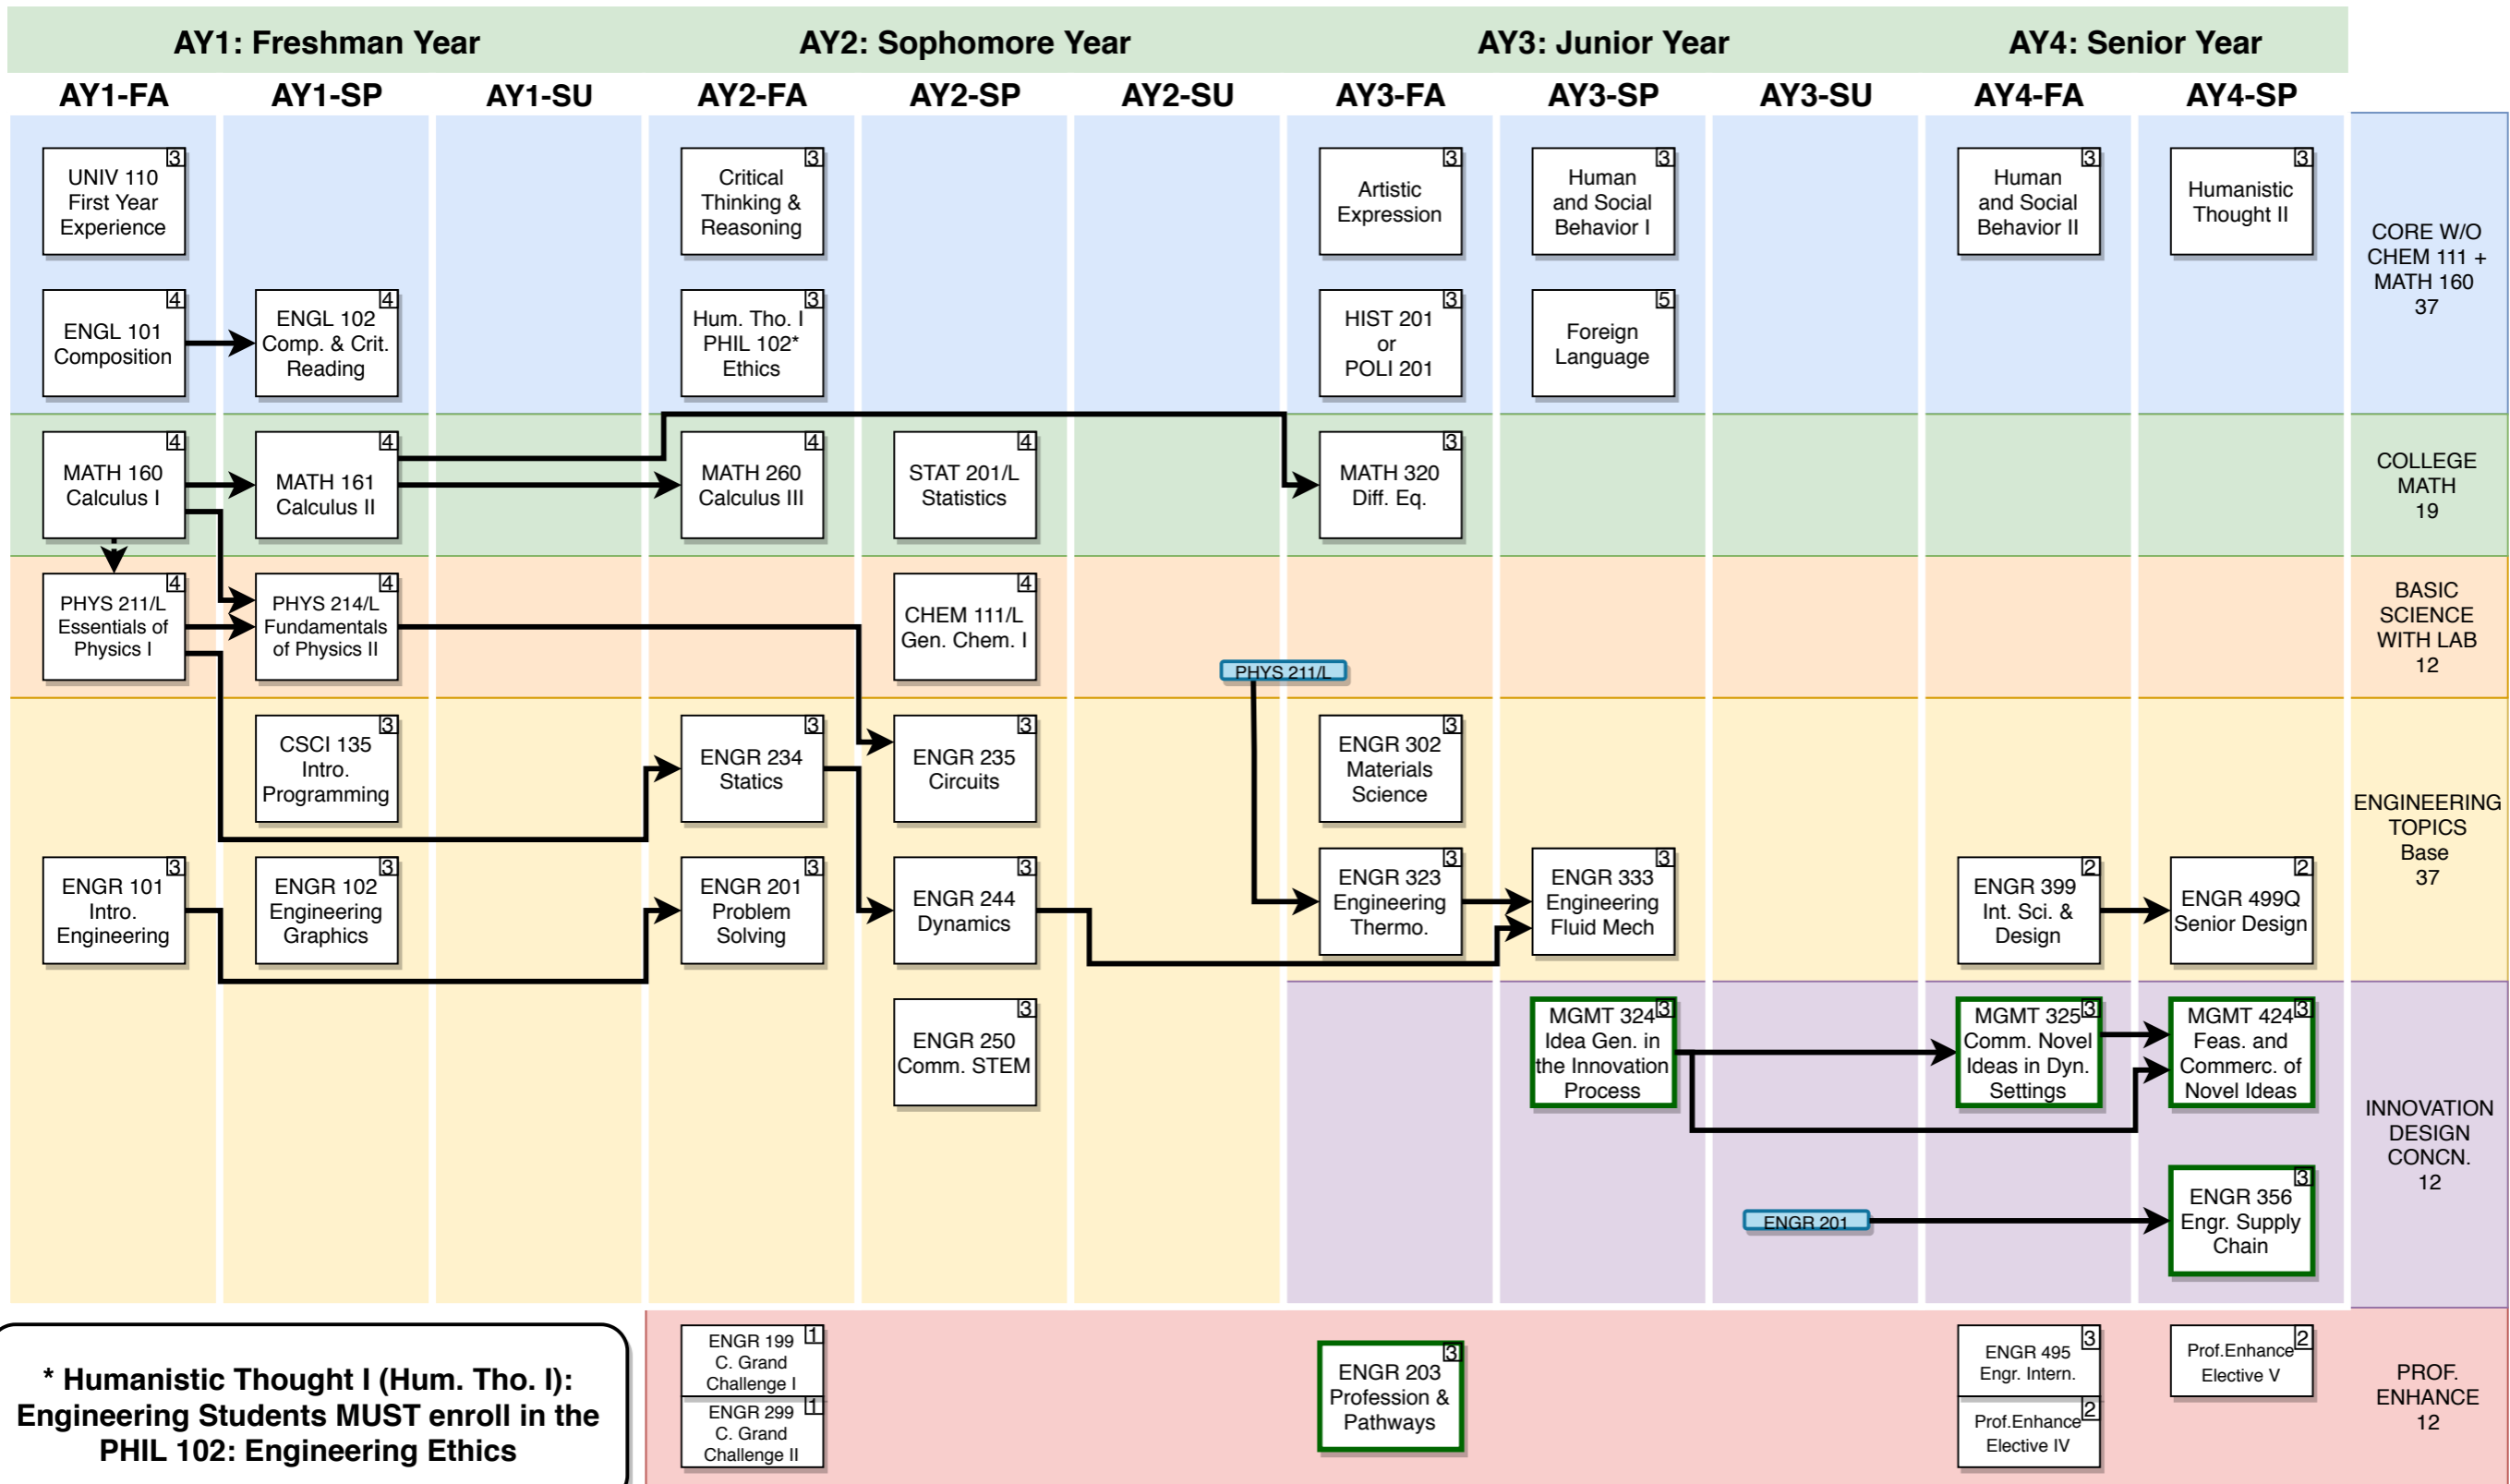 AY1: Freshman Year
AY2: Sophomore Year
AY3: Junior Year
AY4: Senior Year
AY1-FA
AY1-SP
AY1-SU
AY2-FA
AY2-SP
AY2-SU
AY3-FA
AY3-SP
AY3-SU
AY4-FA
AY4-SP
3
UNIV 110
First Year
Experience
3
Critical
Thinking &
Reasoning
3
Artistic
Expression
3
Human
and Social
Behavior I
3
Human
and Social
Behavior II
3
Humanistic
Thought II
CORE W/O
CHEM 111 +
MATH 160
37
4
ENGL 101
Composition
4
ENGL 102
Comp. & Crit.
Reading
3
Hum. Tho. I
PHIL 102*
Ethics
3
HIST 201
or
POLI 201
5
Foreign
Language
4
MATH 160
Calculus I
4
MATH 161
Calculus II
4
MATH 260
Calculus III
4
STAT 201/L
Statistics
3
MATH 320
Diff. Eq.
COLLEGE
MATH
19
4
PHYS 211/L
Essentials of
Physics I
4
PHYS 214/L
Fundamentals
of Physics II
4
CHEM 111/L
Gen. Chem. I
PHYS 211/L
BASIC
SCIENCE
WITH LAB
12
3
CSCI 135
Intro.
Programming
3
ENGR 234
Statics
3
ENGR 235
Circuits
3
ENGR 302
Materials
Science
ENGINEERING
TOPICS
Base
37
3
ENGR 101
Intro.
Engineering
3
ENGR 102
Engineering
Graphics
3
ENGR 201
Problem
Solving
3
ENGR 244
Dynamics
3
ENGR 323
Engineering
Thermo.
3
ENGR 333
Engineering
Fluid Mech
2
ENGR 399
Int. Sci. &
Design
2
ENGR 499Q
Senior Design
3
ENGR 250
Comm. STEM
3
MGMT 324
Idea Gen. in
the Innovation
Process
3
MGMT 325
Comm. Novel
Ideas in Dyn.
Settings
3
MGMT 424
Feas. and
Commerc. of
Novel Ideas
INNOVATION
DESIGN
CONCN.
12
ENGR 201
3
ENGR 356
Engr. Supply
Chain
* Humanistic Thought I (Hum. Tho. I):
Engineering Students MUST enroll in the
PHIL 102: Engineering Ethics
1
ENGR 199
C. Grand
Challenge I
1
ENGR 299
C. Grand
Challenge II
3
ENGR 203
Profession &
Pathways
3
ENGR 495
Engr. Intern.
2
Prof.Enhance
Elective IV
2
Prof.Enhance
Elective V
PROF.
ENHANCE
12